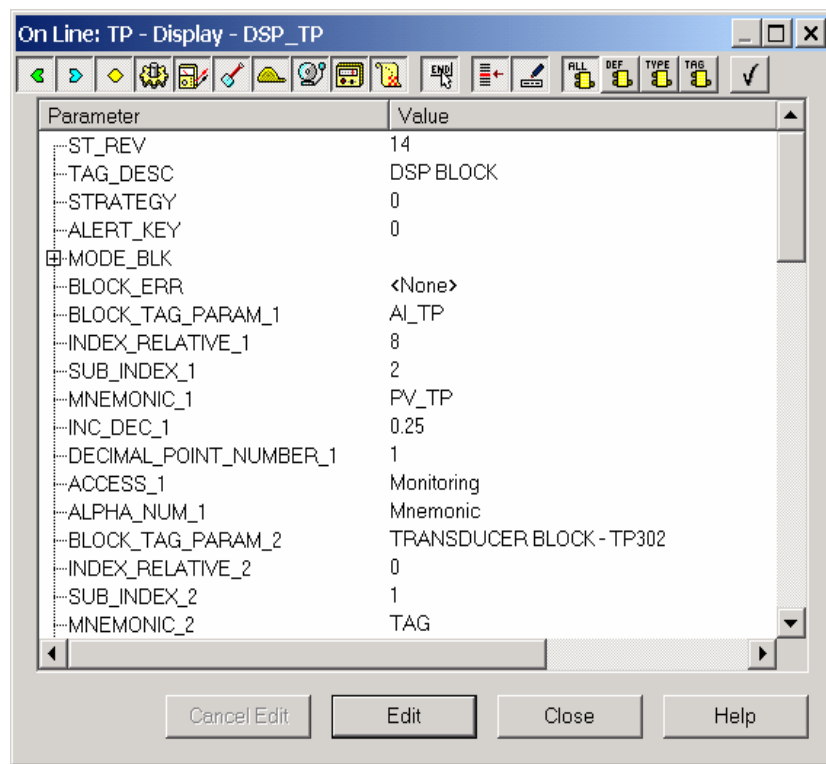 On Line: TP - Display - DSP_TP
END ALL DEF TYPE TAG
Parameter Value
ST_REV 14
TAG_DESC DSP BLOCK
STRATEGY 0
ALERT_KEY 0
MODE_BLK
BLOCK_ERR <None>
BLOCK_TAG_PARAM_1 AI_TP
INDEX_RELATIVE_1 8
SUB_INDEX_1 2
MNEMONIC_1 PV_TP
INC_DEC_1 0.25
DECIMAL_POINT_NUMBER_1 1
ACCESS_1 Monitoring
ALPHA_NUM_1 Mnemonic
BLOCK_TAG_PARAM_2 TRANSDUCER BLOCK - TP302
INDEX_RELATIVE_2 0
SUB_INDEX_2 1
MNEMONIC_2 TAG
Cancel Edit Edit Close Help